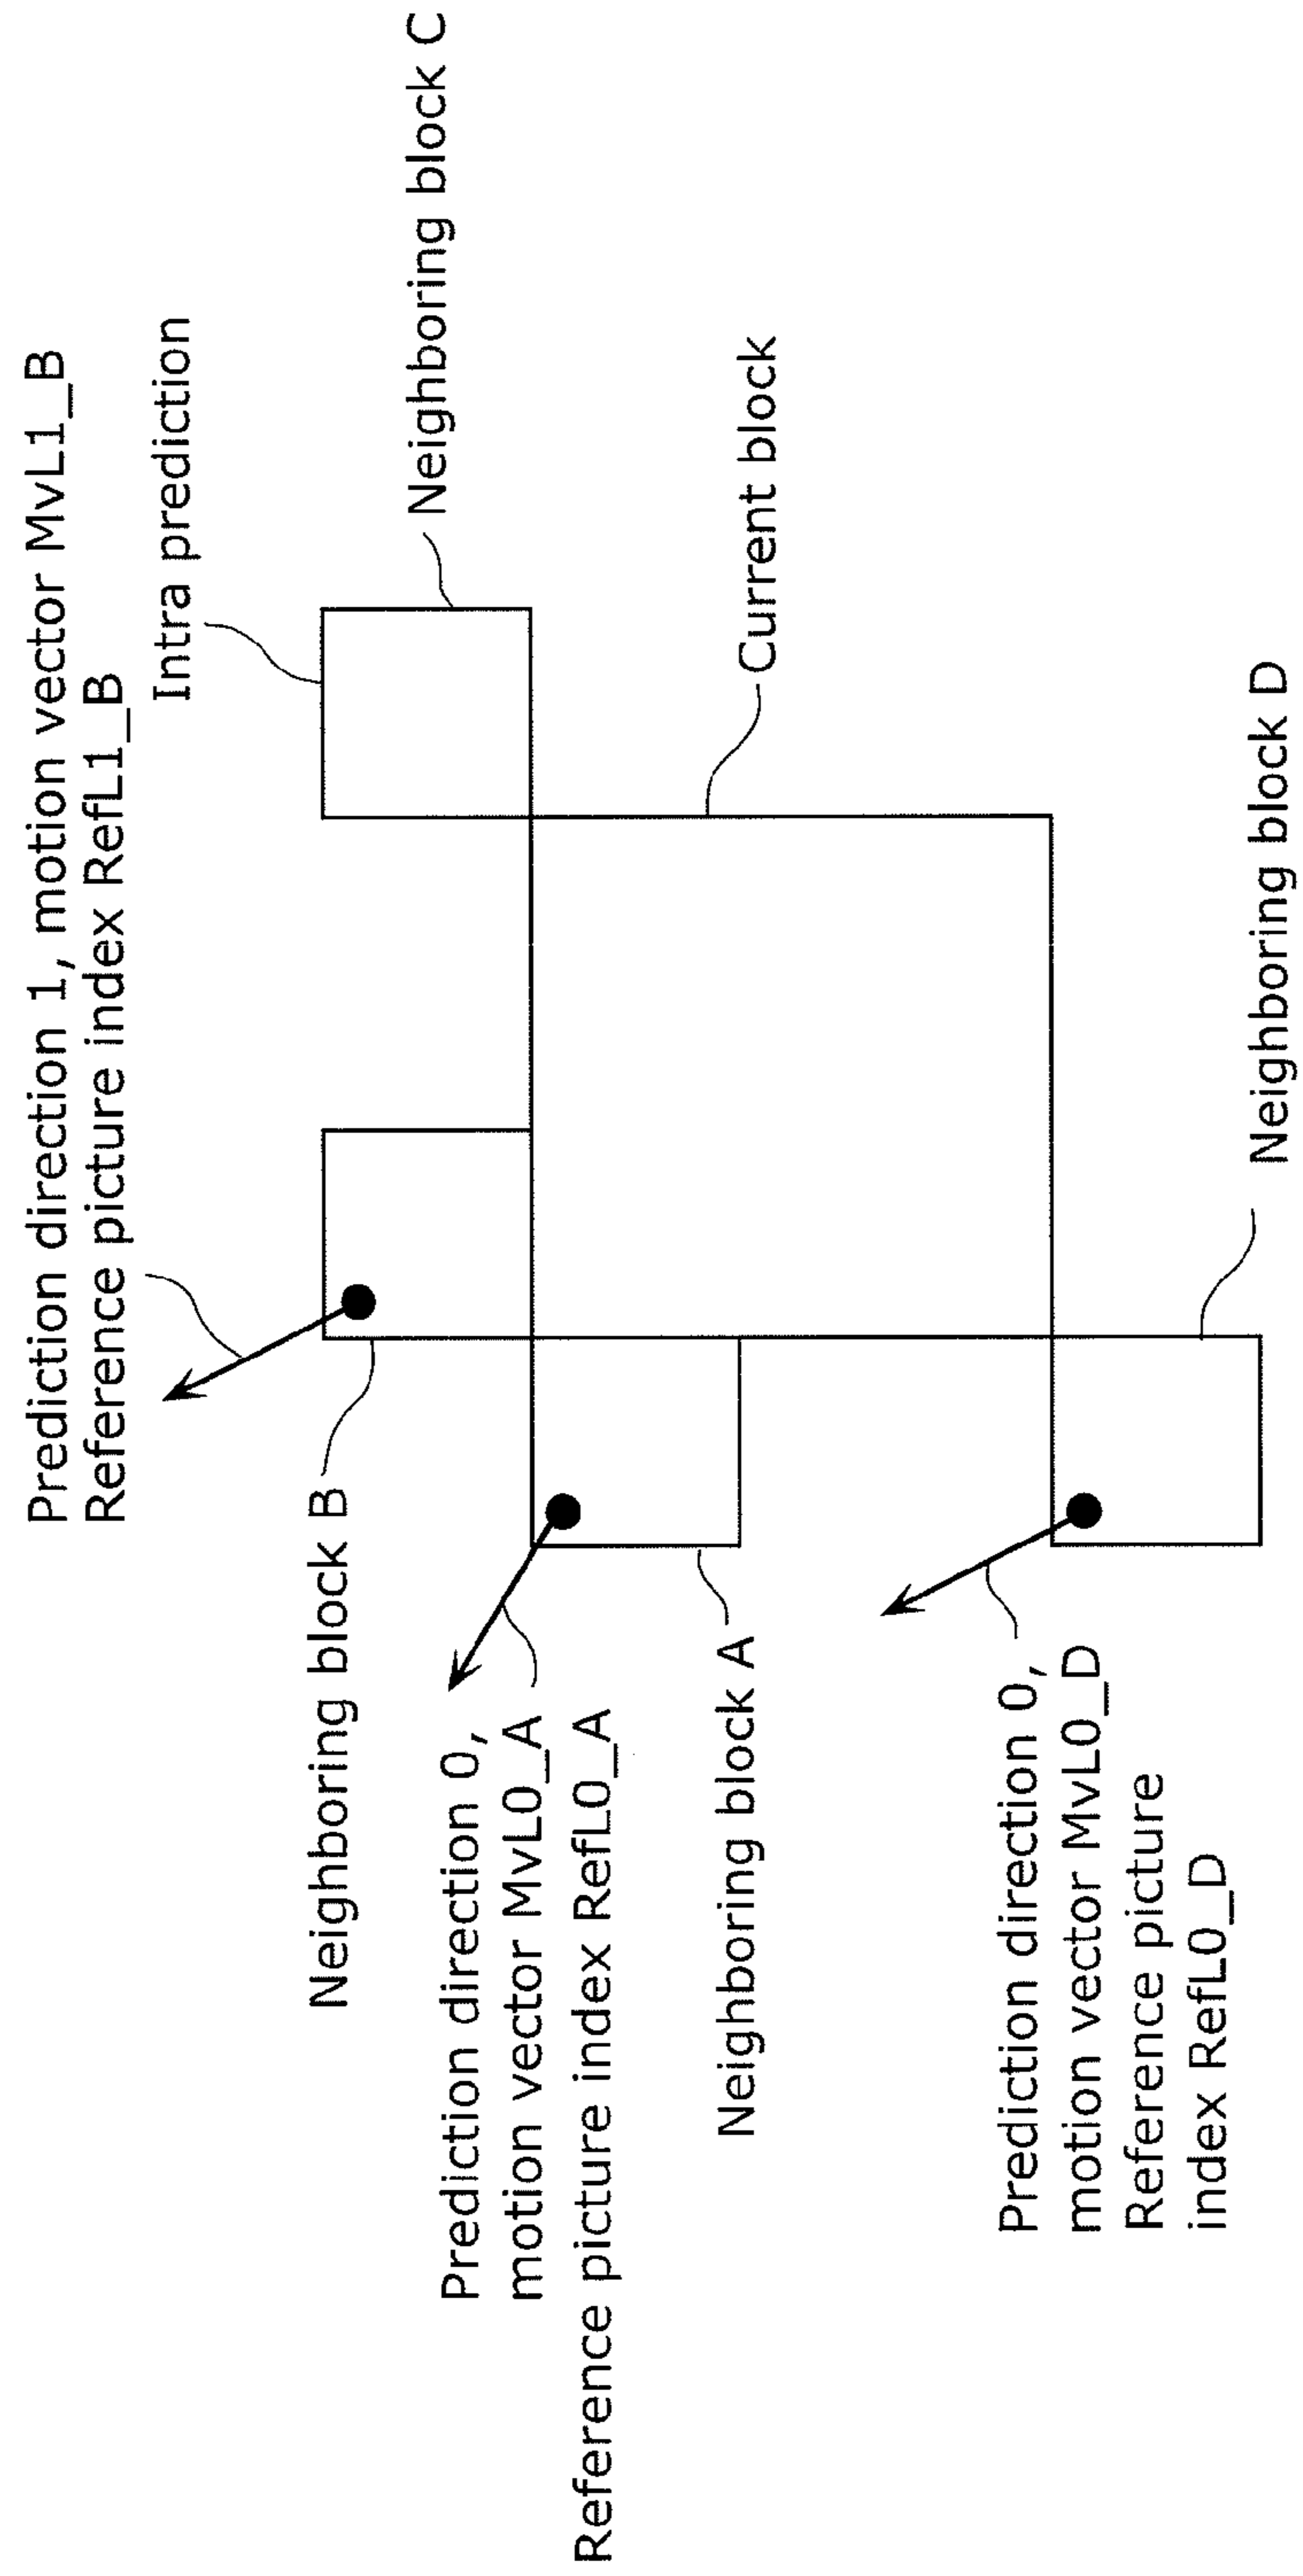 Prediction direction 1, motion vector MvL1_B
Reference picture index RefL1_B
Intra prediction
Neighboring block B
Neighboring block C
Prediction direction 0,
motion vector MvL0_A
Reference picture index RefL0_A
Neighboring block A
Current block
Prediction direction 0,
motion vector MvL0_D
Reference picture
index RefL0_D
Neighboring block D